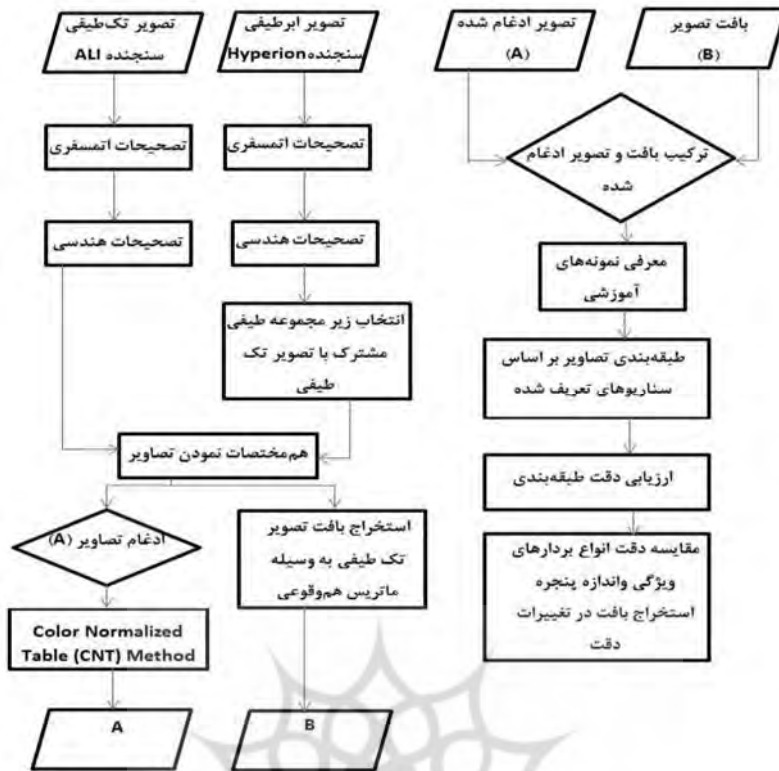 تصویر تک‌طیفی
سنجنده ALI
تصحیحات اتمسفری
تصحیحات هندسی
تصویر ابرطیفی
سنجنده Hyperion
تصحیحات اتمسفری
تصحیحات هندسی
انتخاب زیر مجموعه طیفی
مشترک با تصویر تک
طیفی
هم‌مختصات نمودن تصاویر
ادغام تصاویر (A)
Color Normalized
Table (CNT) Method
A
استخراج بافت تصویر
تک طیفی به وسیله
ماتریس هم‌وقوعی
B
تصویر ادغام شده
(A)
بافت تصویر
(B)
ترکیب بافت و تصویر ادغام
شده
معرفی نمونه‌های
آموزشی
طبقه‌بندی تصاویر بر اساس
سناریوهای تعریف شده
ارزیابی دقت طبقه‌بندی
مقایسه دقت انواع بردارهای
ویژگی واندازه پنجره
استخراج بافت در تغییرات
دقت